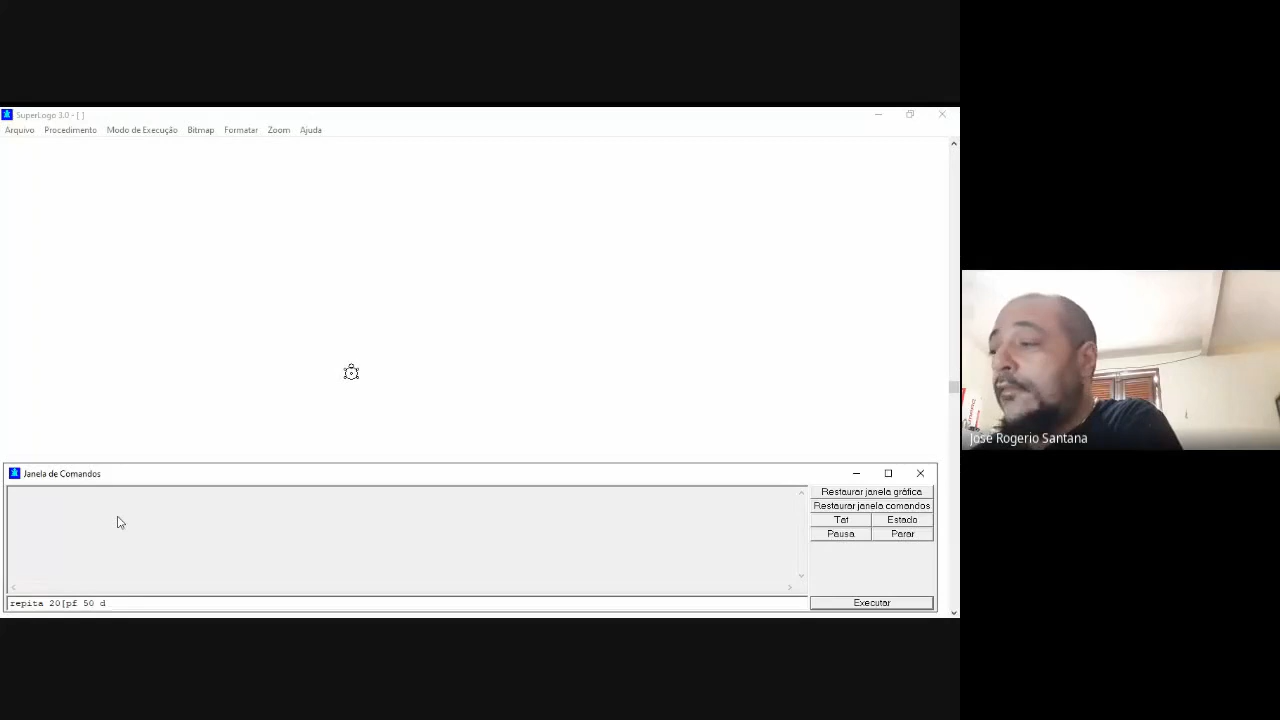 SuperLogo 3.0 - [ ]
Arquivo Procedimento Modo de Execução Bitmap Formatar Zoom Ajuda
Janela de Comandos
Restaurar janela gráfica
Restaurar janela comandos
Tat Estado
Pausa Parar
repita 20[pf 50 d
Executar
José Rogerio Santana